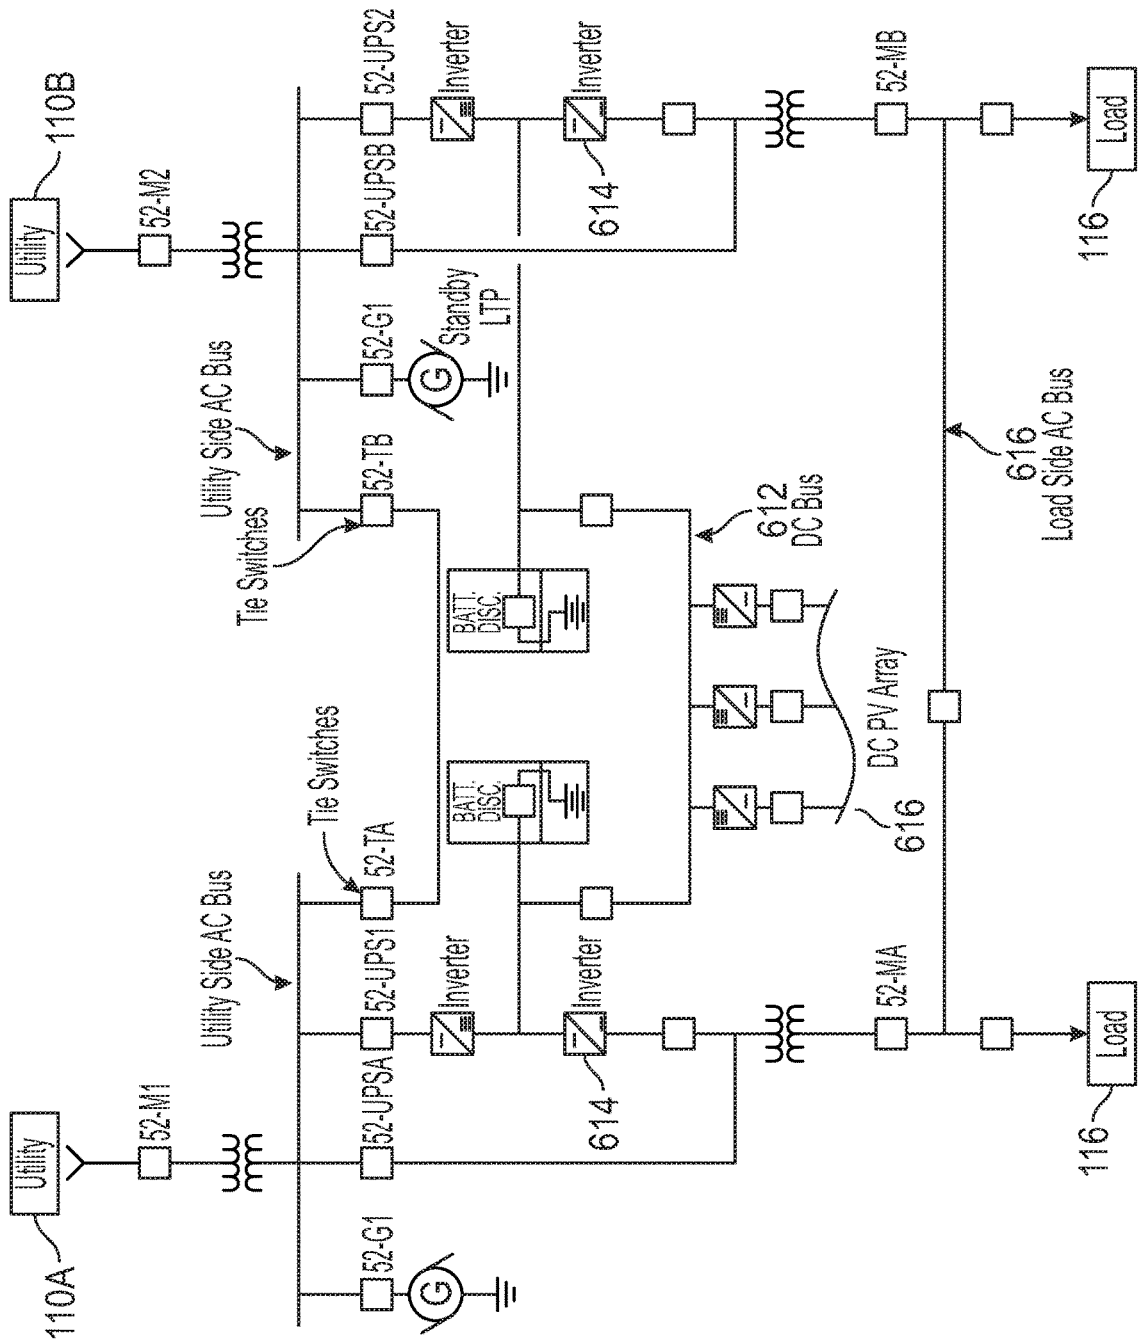 110A
Utility
52-M1
110B
Utility
52-M2
Utility Side AC Bus
Utility Side AC Bus
Tie Switches
Tie Switches
52-G1
52-UPSA
52-UPS1
52-TA
52-TB
52-G1
52-UPSB
52-UPS2
G
Inverter
G
Standby
LTP
Inverter
BATT.
DISC.
BATT.
DISC.
614
Inverter
614
Inverter
612
DC Bus
616
DC PV Array
52-MA
52-MB
616
Load Side AC Bus
116
Load
116
Load